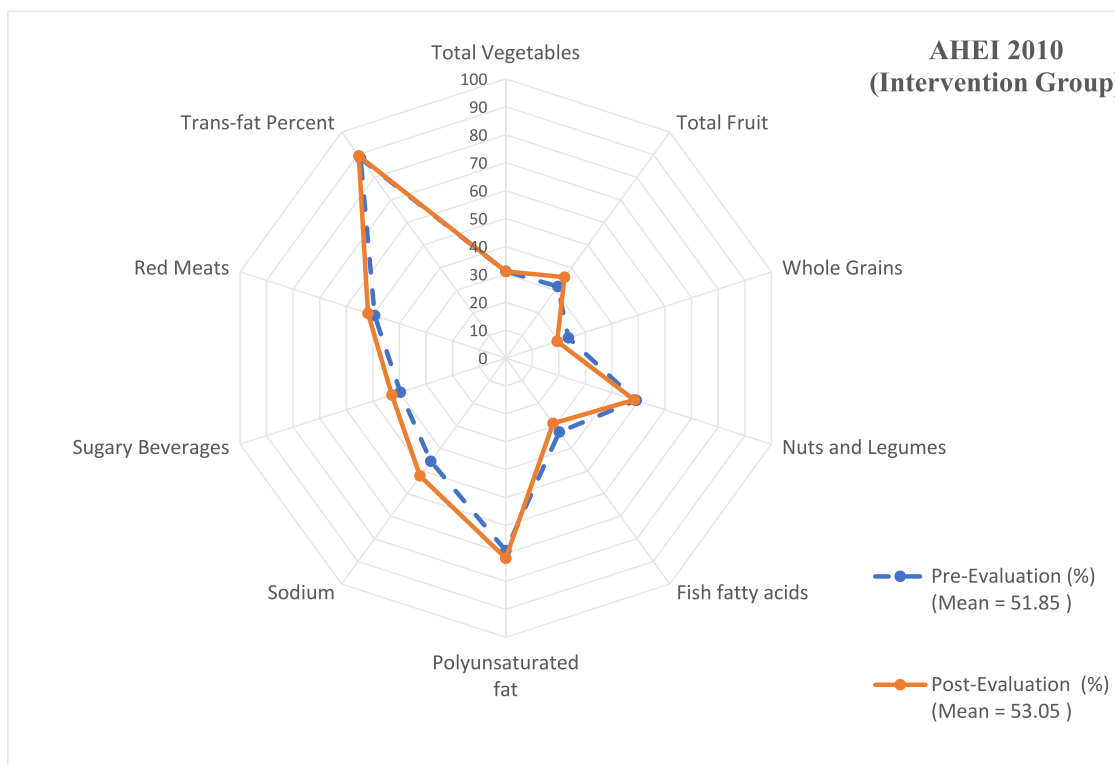 AHEI 2010
(Intervention Group)
Total Vegetables
100
90
80
70
60
50
40
30
20
10
0
Total Fruit
Whole Grains
Nuts and Legumes
Fish fatty acids
Polyunsaturated
fat
Sodium
Sugary Beverages
Red Meats
Trans-fat Percent
Pre-Evaluation (%)
(Mean = 51.85 )
Post-Evaluation (%)
(Mean = 53.05 )